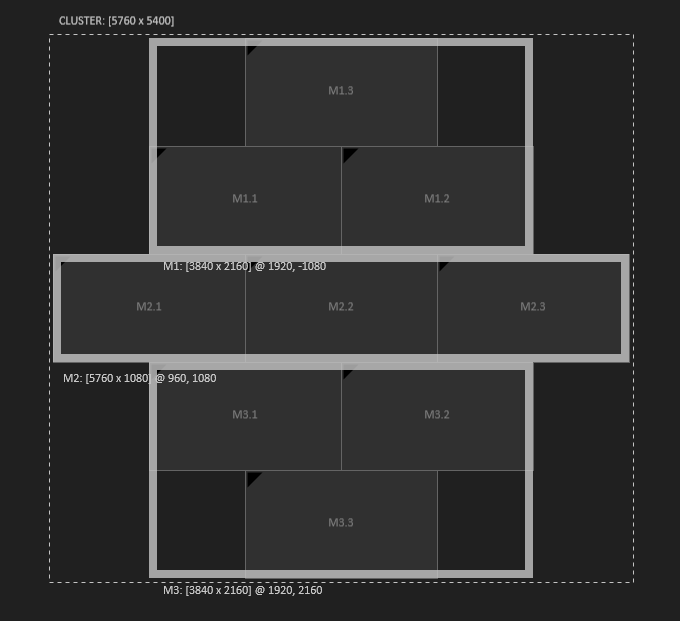 CLUSTER: [5760 x 5400]
M1.3
M1.1 M1.2
M1: [3840 x 2160] @ 1920, -1080
M2.1 M2.2 M2.3
M2: [5760 x 1080] @ 960, 1080
M3.1 M3.2
M3.3
M3: [3840 x 2160] @ 1920, 2160